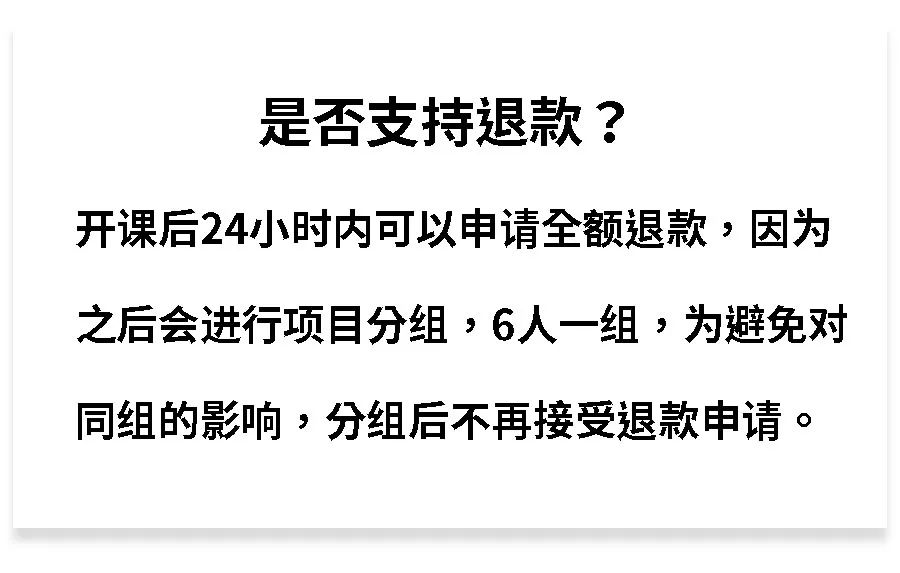 是否支持退款？
开课后24小时内可以申请全额退款，因为
之后会进行项目分组，6人一组，为避免对
同组的影响，分组后不再接受退款申请。